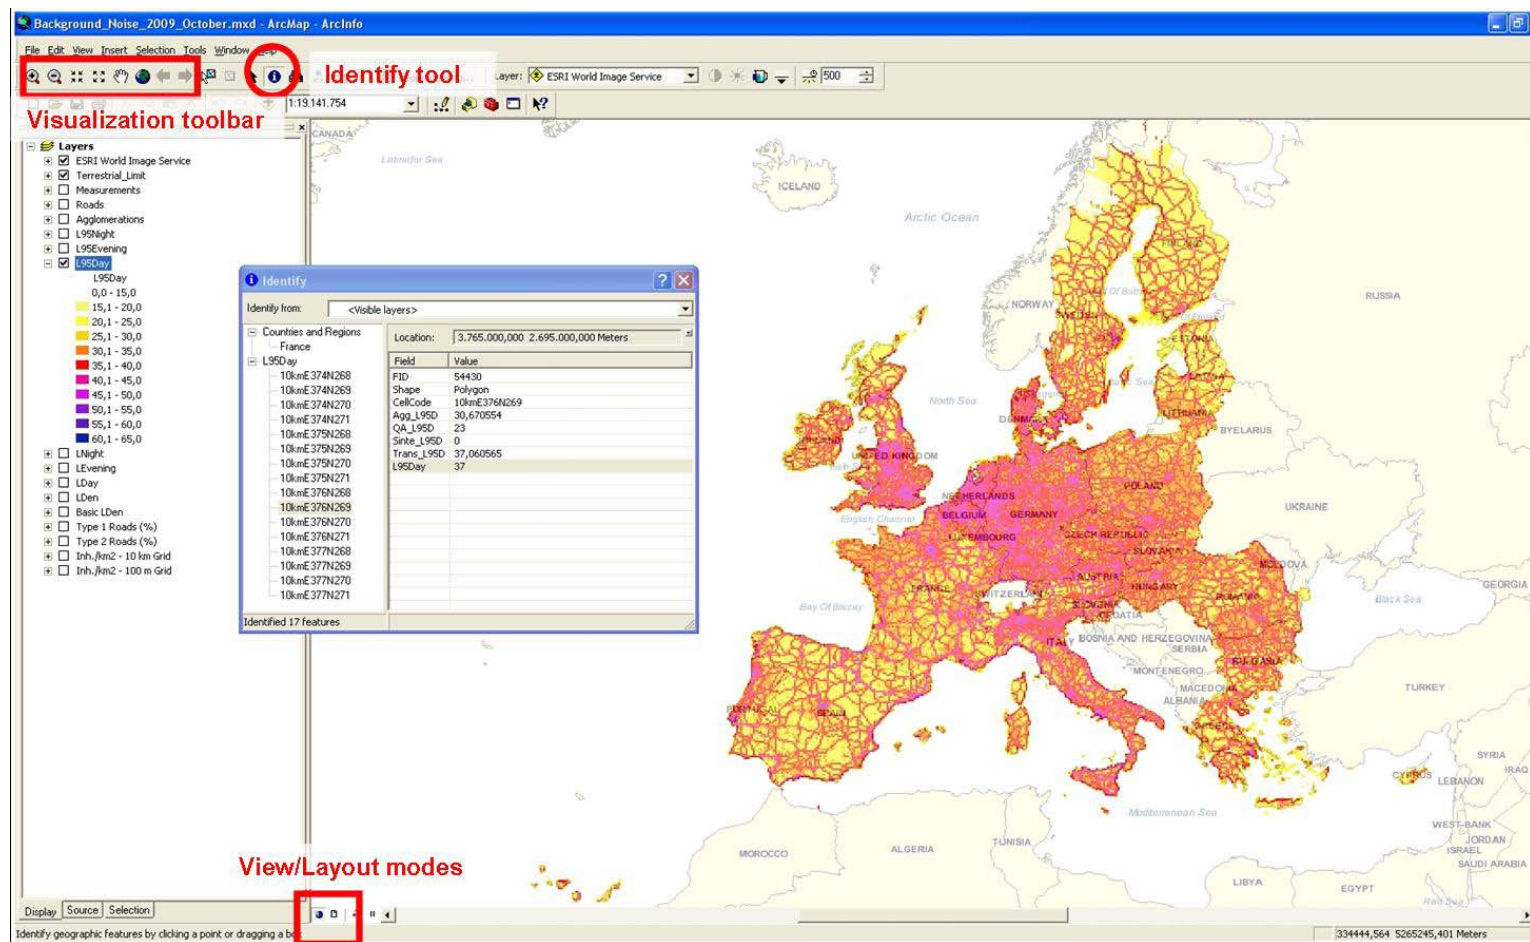 Background_Noise_2009_October.mxd - ArcMap - ArcInfo
File Edit View Insert Selection Tools Window
Identify tool
Layer: ESRI World Image Service
500
1:19.141.754
Visualization toolbar
Layers
ESRI World Image Service
Terrestrial_Limit
Measurements
Roads
Agglomerations
L95Night
L95Evening
L95Day
L95Day
0,0 - 15,0
15,1 - 20,0
20,1 - 25,0
25,1 - 30,0
30,1 - 35,0
35,1 - 40,0
40,1 - 45,0
45,1 - 50,0
50,1 - 55,0
55,1 - 60,0
60,1 - 65,0
LNight
LEvening
LDay
LDen
Basic LDen
Type 1 Roads (%)
Type 2 Roads (%)
Inh./km2 - 10 km Grid
Inh./km2 - 100 m Grid
Identify
Identify from: <Visible layers>
Countries and Regions
France
L95Day
10kmE374N268
10kmE374N269
10kmE374N270
10kmE374N271
10kmE375N268
10kmE375N269
10kmE375N270
10kmE375N271
10kmE376N268
10kmE376N269
10kmE376N270
10kmE376N271
10kmE377N268
10kmE377N269
10kmE377N270
10kmE377N271
Location: 3.765.000,000 2.695.000,000 Meters
Field Value
FID 54430
Shape Polygon
CellCode 10kmE376N269
Agg_L95D 30,670554
QA_L95D 23
Sinte_L95D 0
Trans_L95D 37,060565
L95Day 37
Identified 17 features
CANADA
Labrador Sea
ICELAND
Arctic Ocean
FINLAND
RUSSIA
NORWAY
SWEDEN
ESTONIA
LATVIA
North Sea
DENMARK
LITHUANIA
BYELARUS
IRELAND
UNITED KINGDOM
NETHERLANDS
POLAND
UKRAINE
English Channel
BELGIUM
GERMANY
LUXEMBOURG
CZECH REPUBLIC
SLOVAKIA
MOLDOVA
AUSTRIA
HUNGARY
GEORGIA
FRANCE
SWITZERLAND
ROMANIA
Bay Of Biscay
SLOVENIA
CROATIA
Black Sea
ITALY
BOSNIA AND HERZEGOVINA
SERBIA
BULGARIA
MONTENEGRO
MACEDONIA
ALBANIA
TURKEY
PORTUGAL
SPAIN
GREECE
SYRIA
IRAQ
CYPRUS
LEBANON
Mediterranean Sea
WEST-BANK
JORDAN
ISRAEL
SAUDI ARABIA
MOROCCO
ALGERIA
TUNISIA
LIBYA
EGYPT
Red Sea
View/Layout modes
Display Source Selection
Identify geographic features by clicking a point or dragging a
334444,564 5265245,401 Meters